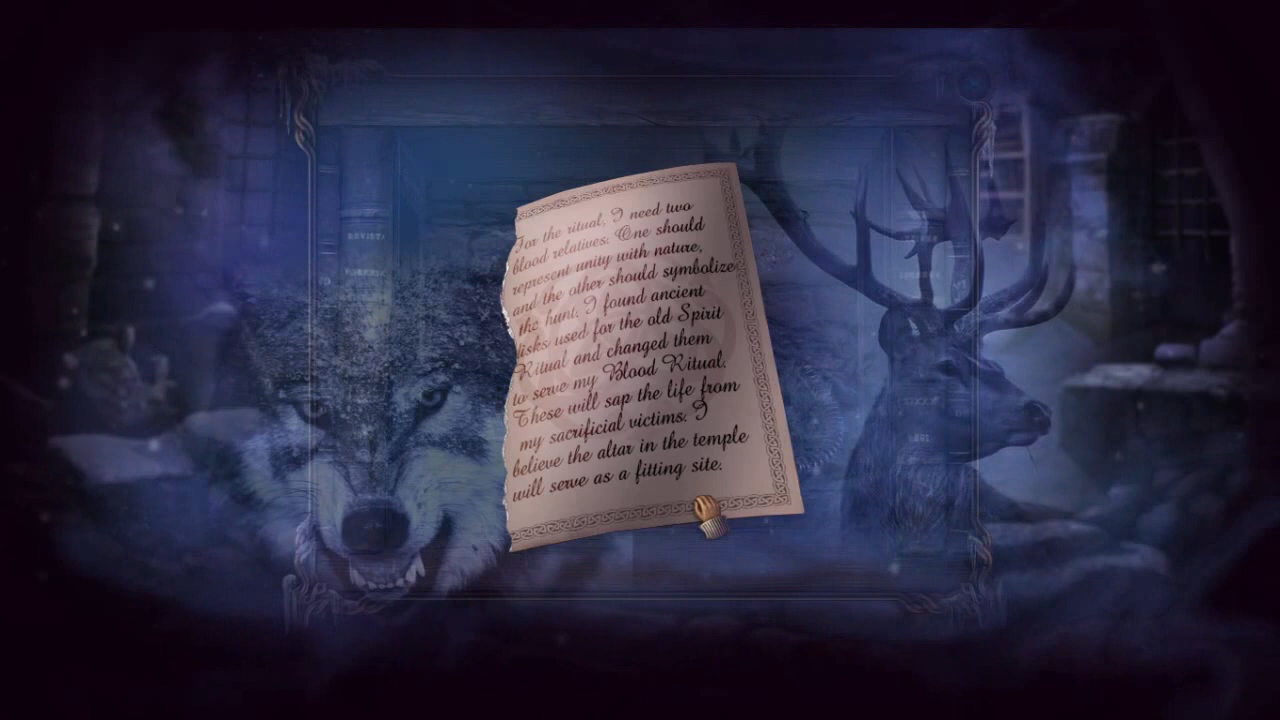 For the ritual, I need two
blood relatives. One should
represent unity with nature,
and the other should symbolize
the hunt. I found ancient
disks used for the old Spirit
Ritual and changed them
to serve my Blood Ritual.
These will sap the life from
my sacrificial victims. I
believe the altar in the temple
will serve as a fitting site.